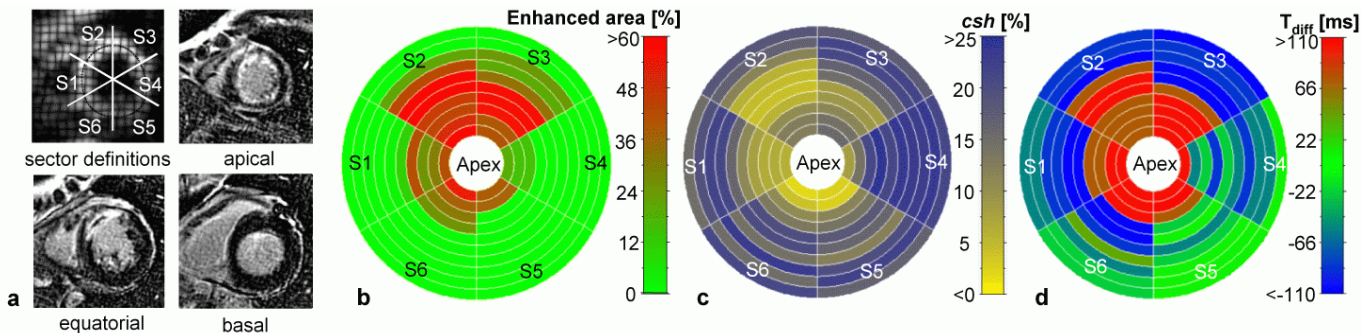 a
S1
S2
S3
S4
S5
S6
sector definitions
apical
equatorial
basal
b
Enhanced area [%]
S1
S2
S3
S4
S5
S6
Apex
>60
48
36
24
12
0
c
csh [%]
S1
S2
S3
S4
S5
S6
Apex
>25
20
15
10
5
<0
d
Tdiff [ms]
S1
S2
S3
S4
S5
S6
Apex
>110
66
22
-22
-66
<-110